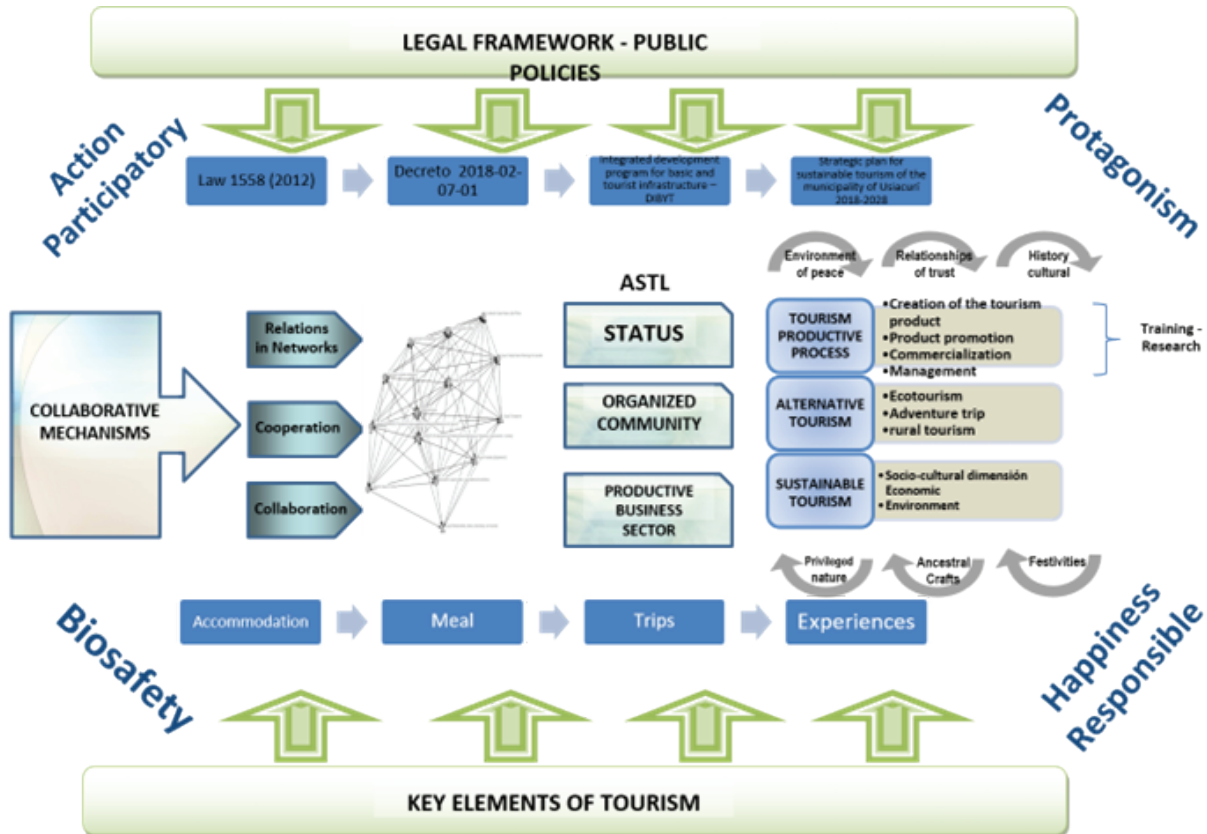 LEGAL FRAMEWORK - PUBLIC
POLICIES
Action
Participatory
Protagonism
Law 1558 (2012)
Decreto 2018-02-
07-01
Integrated development
program for basic and
tourist infrastructure –
DIBYT
Strategic plan for
sustainable tourism of the
municipality of Usiacurí
2018-2028
Environment
of peace
Relationships
of trust
History
cultural
COLLABORATIVE
MECHANISMS
Relations
in Networks
Cooperation
Collaboration
ASTL
STATUS
ORGANIZED
COMMUNITY
PRODUCTIVE
BUSINESS
SECTOR
TOURISM
PRODUCTIVE
PROCESS
•Creation of the tourism
product
•Product promotion
•Commercialization
•Management
Training -
Research
ALTERNATIVE
TOURISM
•Ecotourism
•Adventure trip
•rural tourism
SUSTAINABLE
TOURISM
•Socio-cultural dimensión
Economic
•Environment
Privileged
nature
Ancestral
Crafts
Festivities
Biosafety
Accommodation
Meal
Trips
Experiences
Happiness
Responsible
KEY ELEMENTS OF TOURISM